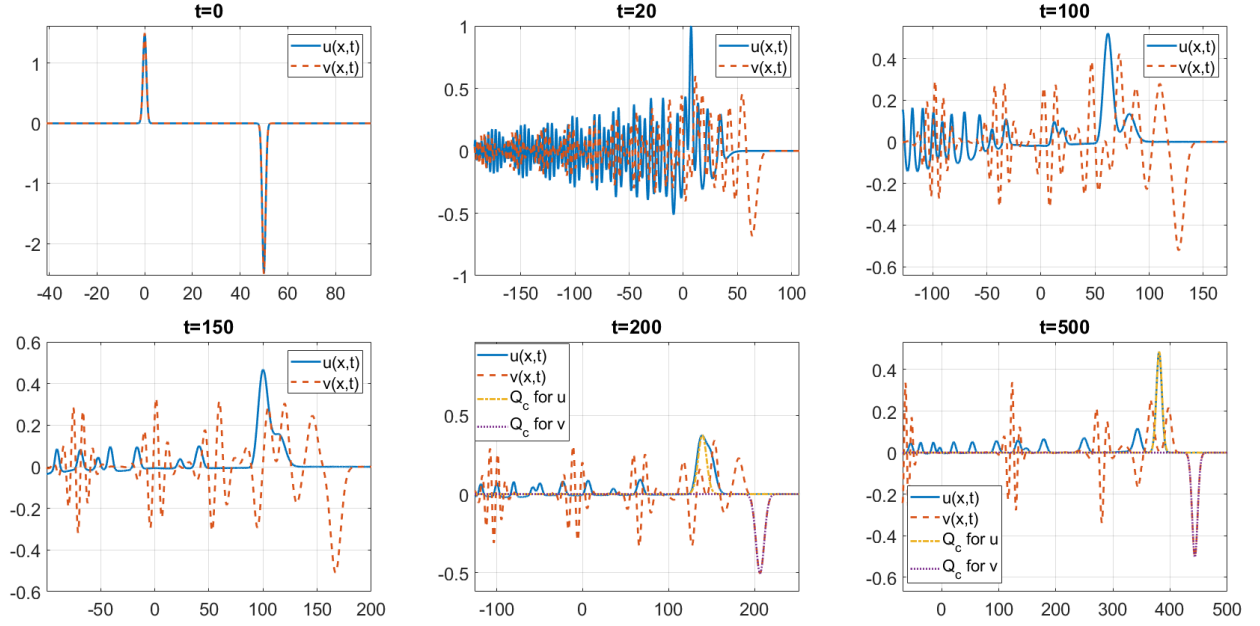 t=0
u(x,t)
v(x,t)
1
0
-1
-2
-40 -20 0 20 40 60 80
t=20
u(x,t)
v(x,t)
1
0.5
0
-0.5
-1
-150 -100 -50 0 50 100
t=100
u(x,t)
v(x,t)
0.4
0.2
0
-0.2
-0.4
-0.6
-100 -50 0 50 100 150
t=150
u(x,t)
v(x,t)
0.6
0.4
0.2
0
-0.2
-0.4
-0.6
-50 0 50 100 150 200
t=200
u(x,t)
v(x,t)
Q_c for u
Q_c for v
0.5
0
-0.5
-100 0 100 200
t=500
0.6
0.4
0.2
0
-0.2
-0.4
-0.6
u(x,t)
v(x,t)
Q_c for u
Q_c for v
0 100 200 300 400 500